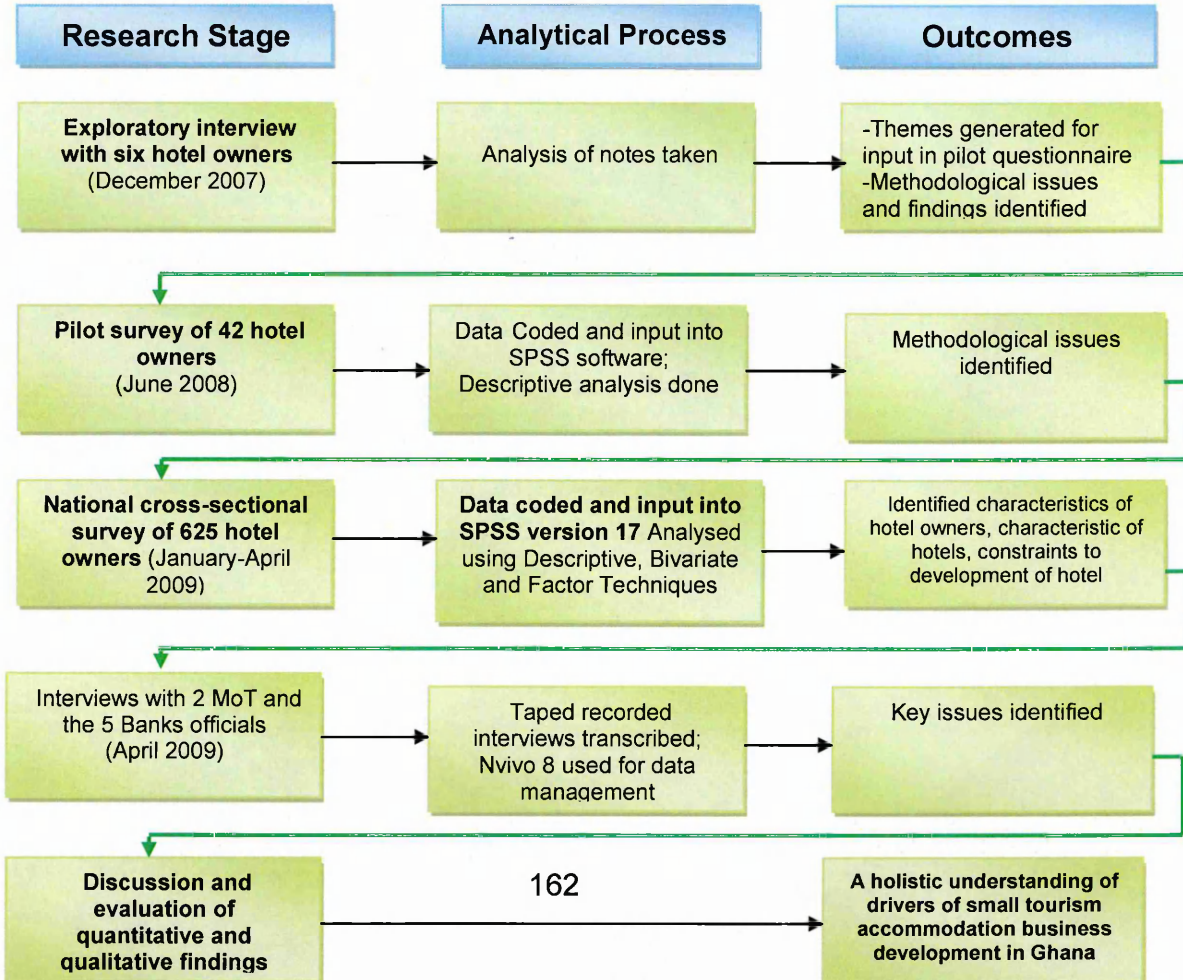 Research Stage
Analytical Process
Outcomes
Exploratory interview
with six hotel owners
(December 2007)
Analysis of notes taken
-Themes generated for
input in pilot questionnaire
-Methodological issues
and findings identified
Pilot survey of 42 hotel
owners
(June 2008)
Data Coded and input into
SPSS software;
Descriptive analysis done
Methodological issues
identified
National cross-sectional
survey of 625 hotel
owners (January-April
2009)
Data coded and input into
SPSS version 17 Analysed
using Descriptive, Bivariate
and Factor Techniques
Identified characteristics of
hotel owners, characteristic of
hotels, constraints to
development of hotel
Interviews with 2 MoT and
the 5 Banks officials
(April 2009)
Taped recorded
interviews transcribed;
Nvivo 8 used for data
management
Key issues identified
Discussion and
evaluation of
quantitative and
qualitative findings
162
A holistic understanding of
drivers of small tourism
accommodation business
development in Ghana